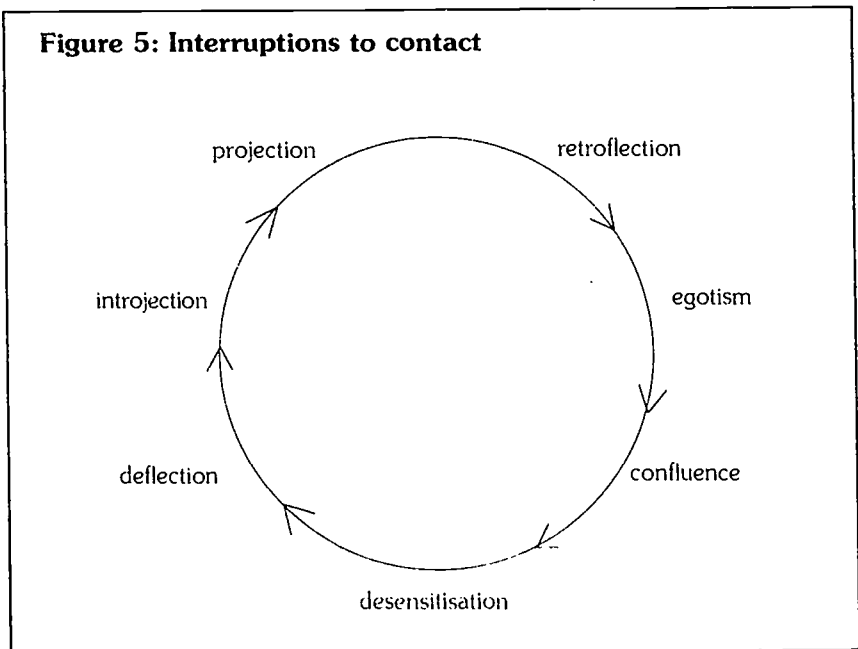 Figure 5: Interruptions to contact
projection
retroflection
introjection
egotism
deflection
confluence
desensitisation